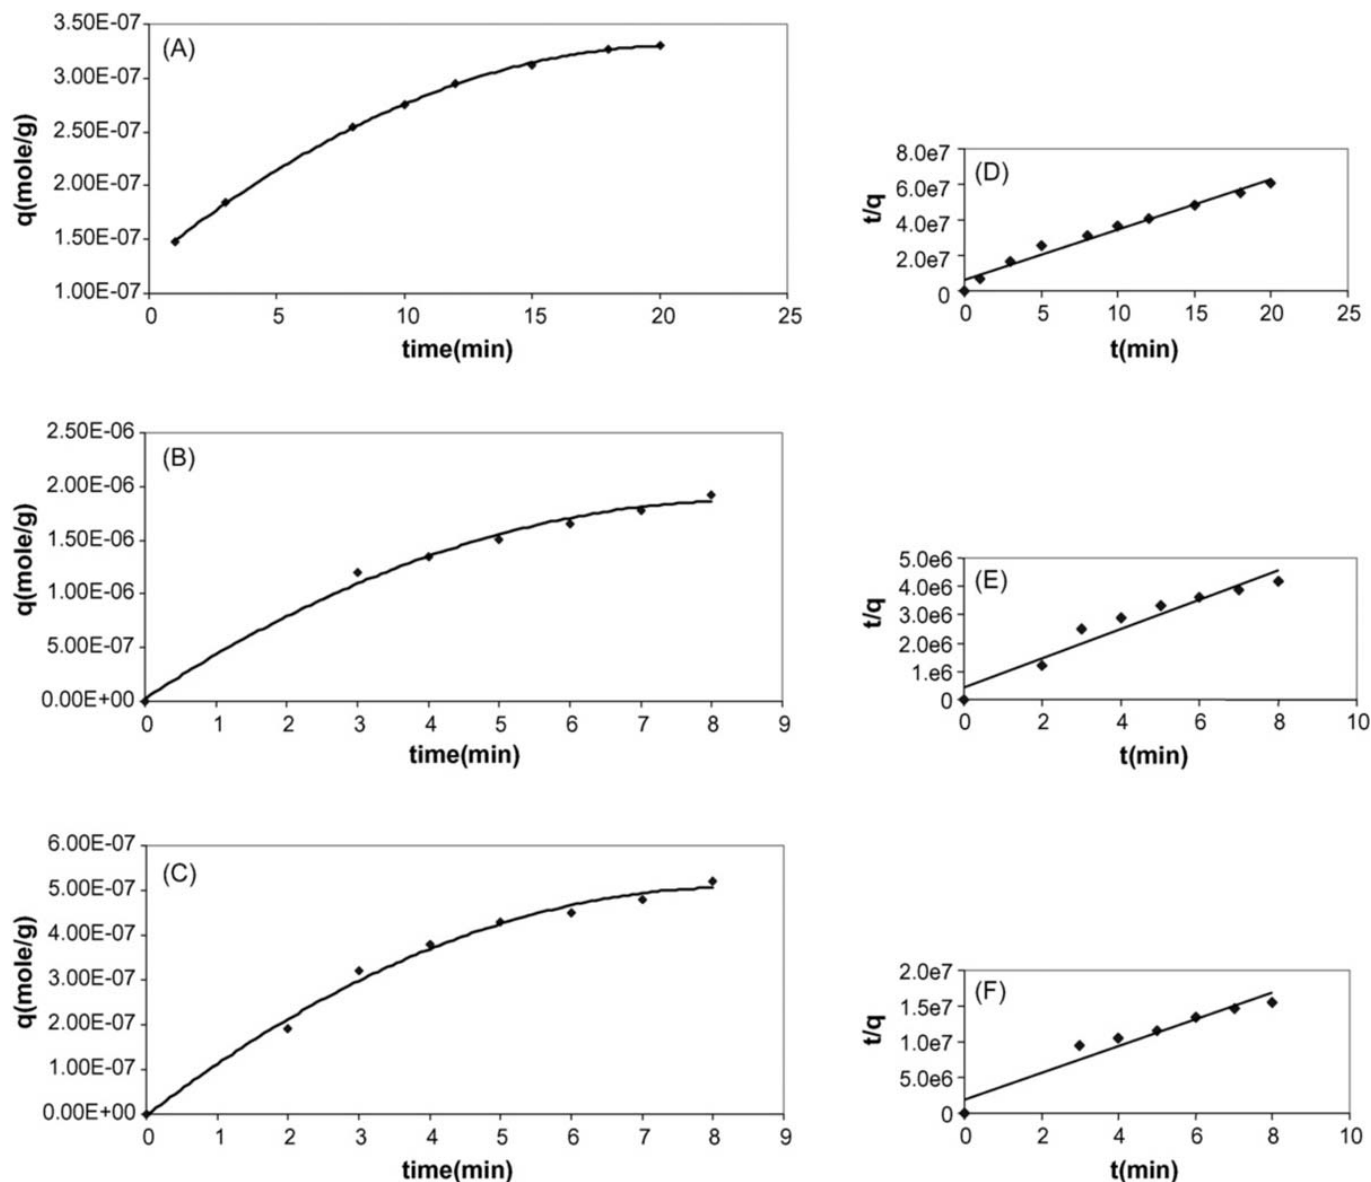 (A)
3.50E-07
3.00E-07
2.50E-07
2.00E-07
1.50E-07
1.00E-07
q(mole/g)
0 5 10 15 20 25
time(min)
(D)
8.0e7
6.0e7
4.0e7
2.0e7
0
t/q
0 5 10 15 20 25
t(min)
(B)
2.50E-06
2.00E-06
1.50E-06
1.00E-06
5.00E-07
0.00E+00
q(mole/g)
0 1 2 3 4 5 6 7 8 9
time(min)
(E)
5.0e6
4.0e6
3.0e6
2.0e6
1.e6
0
t/q
0 2 4 6 8 10
t(min)
(C)
6.00E-07
5.00E-07
4.00E-07
3.00E-07
2.00E-07
1.00E-07
0.00E+00
q(mole/g)
0 1 2 3 4 5 6 7 8 9
time(min)
(F)
2.0e7
1.5e7
1.0e7
5.0e6
0
t/q
0 2 4 6 8 10
t(min)